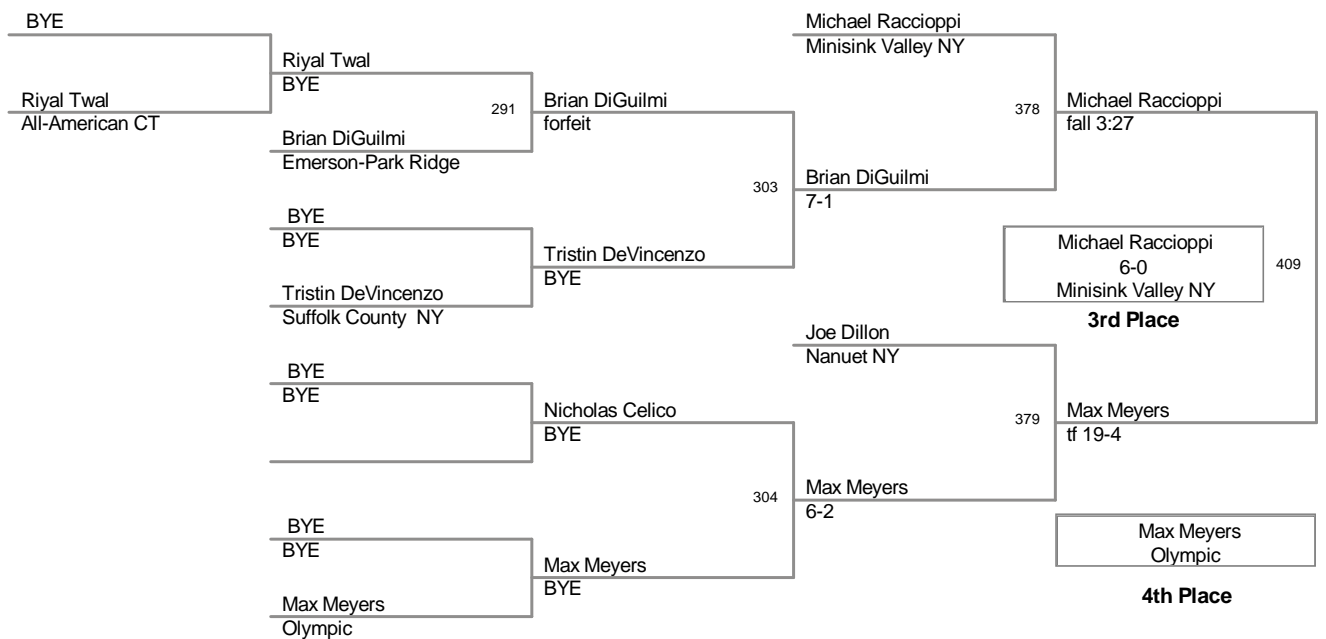 BYE
Riyal Twal
All-American CT
Riyal Twal
BYE
291
Brian DiGuilmi
Emerson-Park Ridge
BYE
BYE
Tristin DeVincenzo
Suffolk County  NY
BYE
BYE
BYE
BYE
Max Meyers
Olympic
Brian DiGuilmi
forfeit
303
Tristin DeVincenzo
BYE
Nicholas Celico
BYE
304
Max Meyers
BYE
Michael Raccioppi
Minisink Valley NY
378
Brian DiGuilmi
7-1
Joe Dillon
Nanuet NY
379
Max Meyers
6-2
Michael Raccioppi
fall 3:27
Michael Raccioppi
6-0
Minisink Valley NY
409
3rd Place
Max Meyers
tf 19-4
Max Meyers
Olympic
4th Place